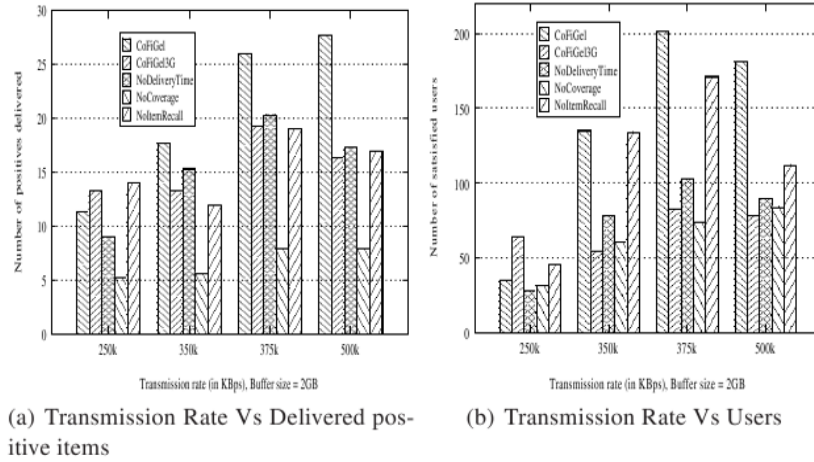 30
25
20
15
10
5
0
Number of positives delivered
CoFiGel
CoFiGel3G
NoDeliveryTime
NoCoverage
NoItemRecall
250k 350k 375k 500k
Transmission rate (in KBps), Buffer size = 2GB
(a) Transmission Rate Vs Delivered pos-
itive items
200
150
100
50
0
Number of satsisfied users
CoFiGel
CoFiGel3G
NoDeliveryTime
NoCoverage
NoItemRecall
250k 350k 375k 500k
Transmission rate (in KBps), Buffer size = 2GB
(b) Transmission Rate Vs Users